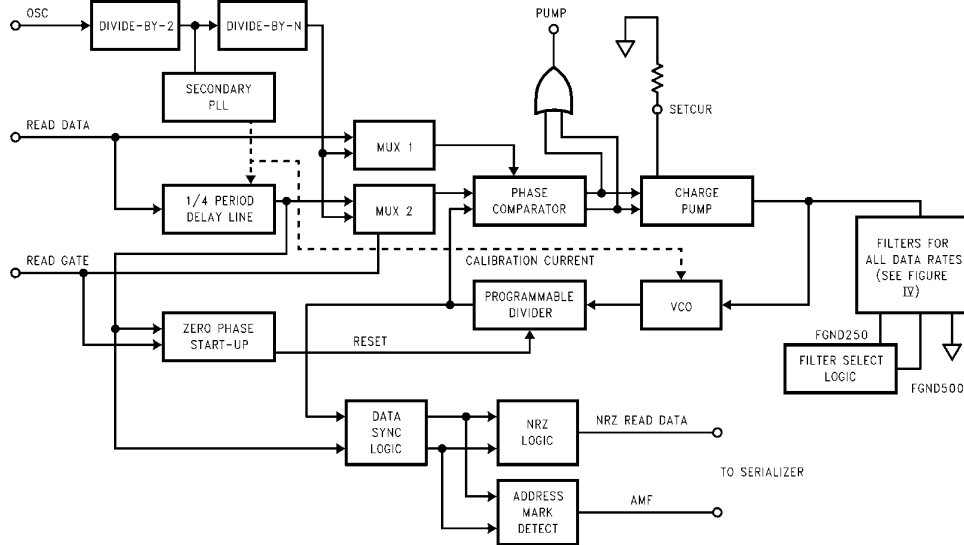 OSC
DIVIDE-BY-2
DIVIDE-BY-N
PUMP
SECONDARY
PLL
SETCUR
READ DATA
MUX 1
1/4 PERIOD
DELAY LINE
MUX 2
PHASE
COMPARATOR
CHARGE
PUMP
READ GATE
CALIBRATION CURRENT
FILTERS FOR
ALL DATA RATES
(SEE FIGURE
IV)
ZERO PHASE
START-UP
RESET
PROGRAMMABLE
DIVIDER
VCO
FGND250
FILTER SELECT
LOGIC
FGND500
DATA
SYNC
LOGIC
NRZ
LOGIC
NRZ READ DATA
TO SERIALIZER
ADDRESS
MARK
DETECT
AMF